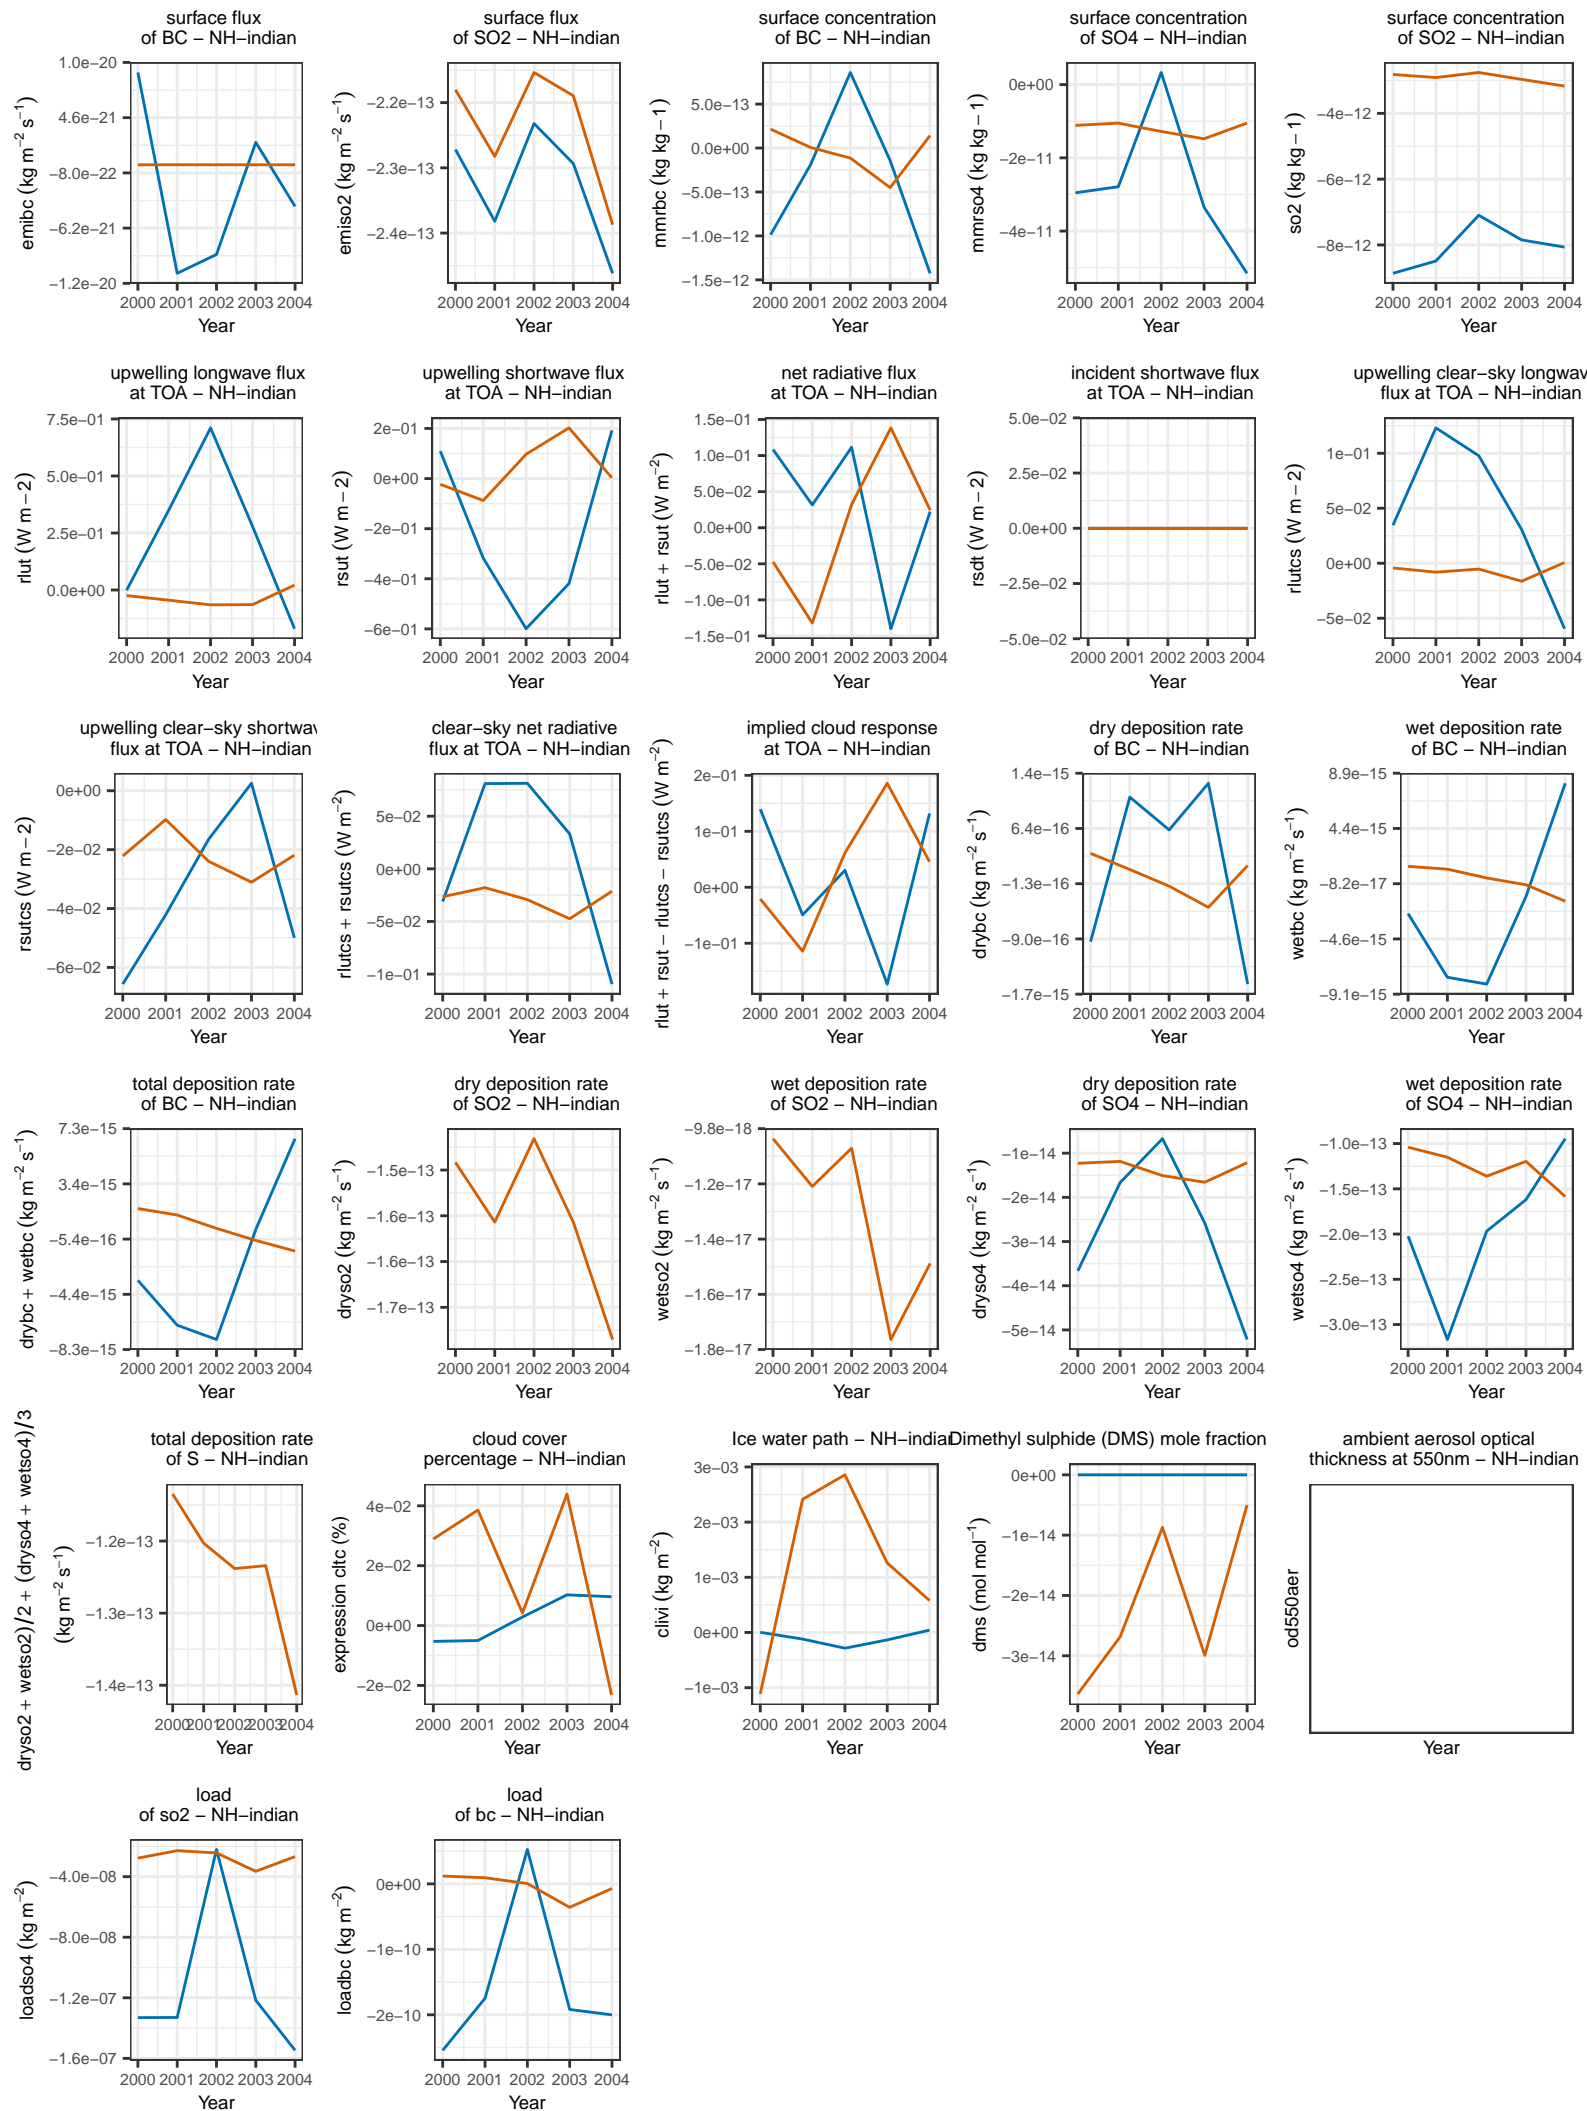 surface flux
of BC − NH−indian
1.0e−20
4.6e−21
−8.0e−22
−6.2e−21
−1.2e−20
emibc (kg m−2 s−1)
2000 2001 2002 2003 2004
Year
surface flux
of SO2 − NH−indian
−2.2e−13
−2.3e−13
−2.4e−13
emiso2 (kg m−2 s−1)
2000 2001 2002 2003 2004
Year
surface concentration
of BC − NH−indian
5.0e−13
0.0e+00
−5.0e−13
−1.0e−12
−1.5e−12
mmrbc (kg kg − 1)
2000 2001 2002 2003 2004
Year
surface concentration
of SO4 − NH−indian
0e+00
−2e−11
−4e−11
mmrso4 (kg kg − 1)
2000 2001 2002 2003 2004
Year
surface concentration
of SO2 − NH−indian
−4e−12
−6e−12
−8e−12
so2 (kg kg − 1)
2000 2001 2002 2003 2004
Year
upwelling longwave flux
at TOA − NH−indian
7.5e−01
5.0e−01
2.5e−01
0.0e+00
rlut (W m − 2)
2000 2001 2002 2003 2004
Year
upwelling shortwave flux
at TOA − NH−indian
2e−01
0e+00
−2e−01
−4e−01
−6e−01
rsut (W m − 2)
2000 2001 2002 2003 2004
Year
net radiative flux
at TOA − NH−indian
1.5e−01
1.0e−01
5.0e−02
0.0e+00
−5.0e−02
−1.0e−01
−1.5e−01
rlut + rsut (W m−2)
2000 2001 2002 2003 2004
Year
incident shortwave flux
at TOA − NH−indian
5.0e−02
2.5e−02
0.0e+00
−2.5e−02
−5.0e−02
rsdt (W m − 2)
2000 2001 2002 2003 2004
Year
upwelling clear−sky longwav
flux at TOA − NH−indian
1e−01
5e−02
0e+00
−5e−02
rlutcs (W m − 2)
2000 2001 2002 2003 2004
Year
upwelling clear−sky shortwav
flux at TOA − NH−indian
0e+00
−2e−02
−4e−02
−6e−02
rsutcs (W m − 2)
2000 2001 2002 2003 2004
Year
clear−sky net radiative
flux at TOA − NH−indian
5e−02
0e+00
−5e−02
−1e−01
rlutcs + rsutcs (W m−2)
2000 2001 2002 2003 2004
Year
implied cloud response
at TOA − NH−indian
2e−01
1e−01
0e+00
−1e−01
rlut + rsut − rlutcs − rsutcs (W m−2)
2000 2001 2002 2003 2004
Year
dry deposition rate
of BC − NH−indian
1.4e−15
6.4e−16
−1.3e−16
−9.0e−16
−1.7e−15
drybc (kg m−2 s−1)
2000 2001 2002 2003 2004
Year
wet deposition rate
of BC − NH−indian
8.9e−15
4.4e−15
−8.2e−17
−4.6e−15
−9.1e−15
wetbc (kg m−2 s−1)
2000 2001 2002 2003 2004
Year
total deposition rate
of BC − NH−indian
7.3e−15
3.4e−15
−5.4e−16
−4.4e−15
−8.3e−15
drybc + wetbc (kg m−2 s−1)
2000 2001 2002 2003 2004
Year
dry deposition rate
of SO2 − NH−indian
−1.5e−13
−1.6e−13
−1.6e−13
−1.7e−13
dryso2 (kg m−2 s−1)
2000 2001 2002 2003 2004
Year
wet deposition rate
of SO2 − NH−indian
−9.8e−18
−1.2e−17
−1.4e−17
−1.6e−17
−1.8e−17
wetso2 (kg m−2 s−1)
2000 2001 2002 2003 2004
Year
dry deposition rate
of SO4 − NH−indian
−1e−14
−2e−14
−3e−14
−4e−14
−5e−14
dryso4 (kg m−2 s−1)
2000 2001 2002 2003 2004
Year
wet deposition rate
of SO4 − NH−indian
−1.0e−13
−1.5e−13
−2.0e−13
−2.5e−13
−3.0e−13
wetso4 (kg m−2 s−1)
2000 2001 2002 2003 2004
Year
total deposition rate
of S − NH−indian
−1.2e−13
−1.3e−13
−1.4e−13
dryso2 + wetso2)/2 + (dryso4 + wetso4)/3
(kg m−2 s−1)
2000 2001 2002 2003 2004
Year
cloud cover
percentage − NH−indian
4e−02
2e−02
0e+00
−2e−02
expression cltc (%)
2000 2001 2002 2003 2004
Year
Ice water path − NH−indian
3e−03
2e−03
1e−03
0e+00
−1e−03
clivi (kg m−2)
2000 2001 2002 2003 2004
Year
Dimethyl sulphide (DMS) mole fraction
0e+00
−1e−14
−2e−14
−3e−14
dms (mol mol−1)
2000 2001 2002 2003 2004
Year
ambient aerosol optical
thickness at 550nm − NH−indian
od550aer
Year
load
of so2 − NH−indian
−4.0e−08
−8.0e−08
−1.2e−07
−1.6e−07
loadso4 (kg m−2)
2000 2001 2002 2003 2004
Year
load
of bc − NH−indian
0e+00
−1e−10
−2e−10
loadbc (kg m−2)
2000 2001 2002 2003 2004
Year